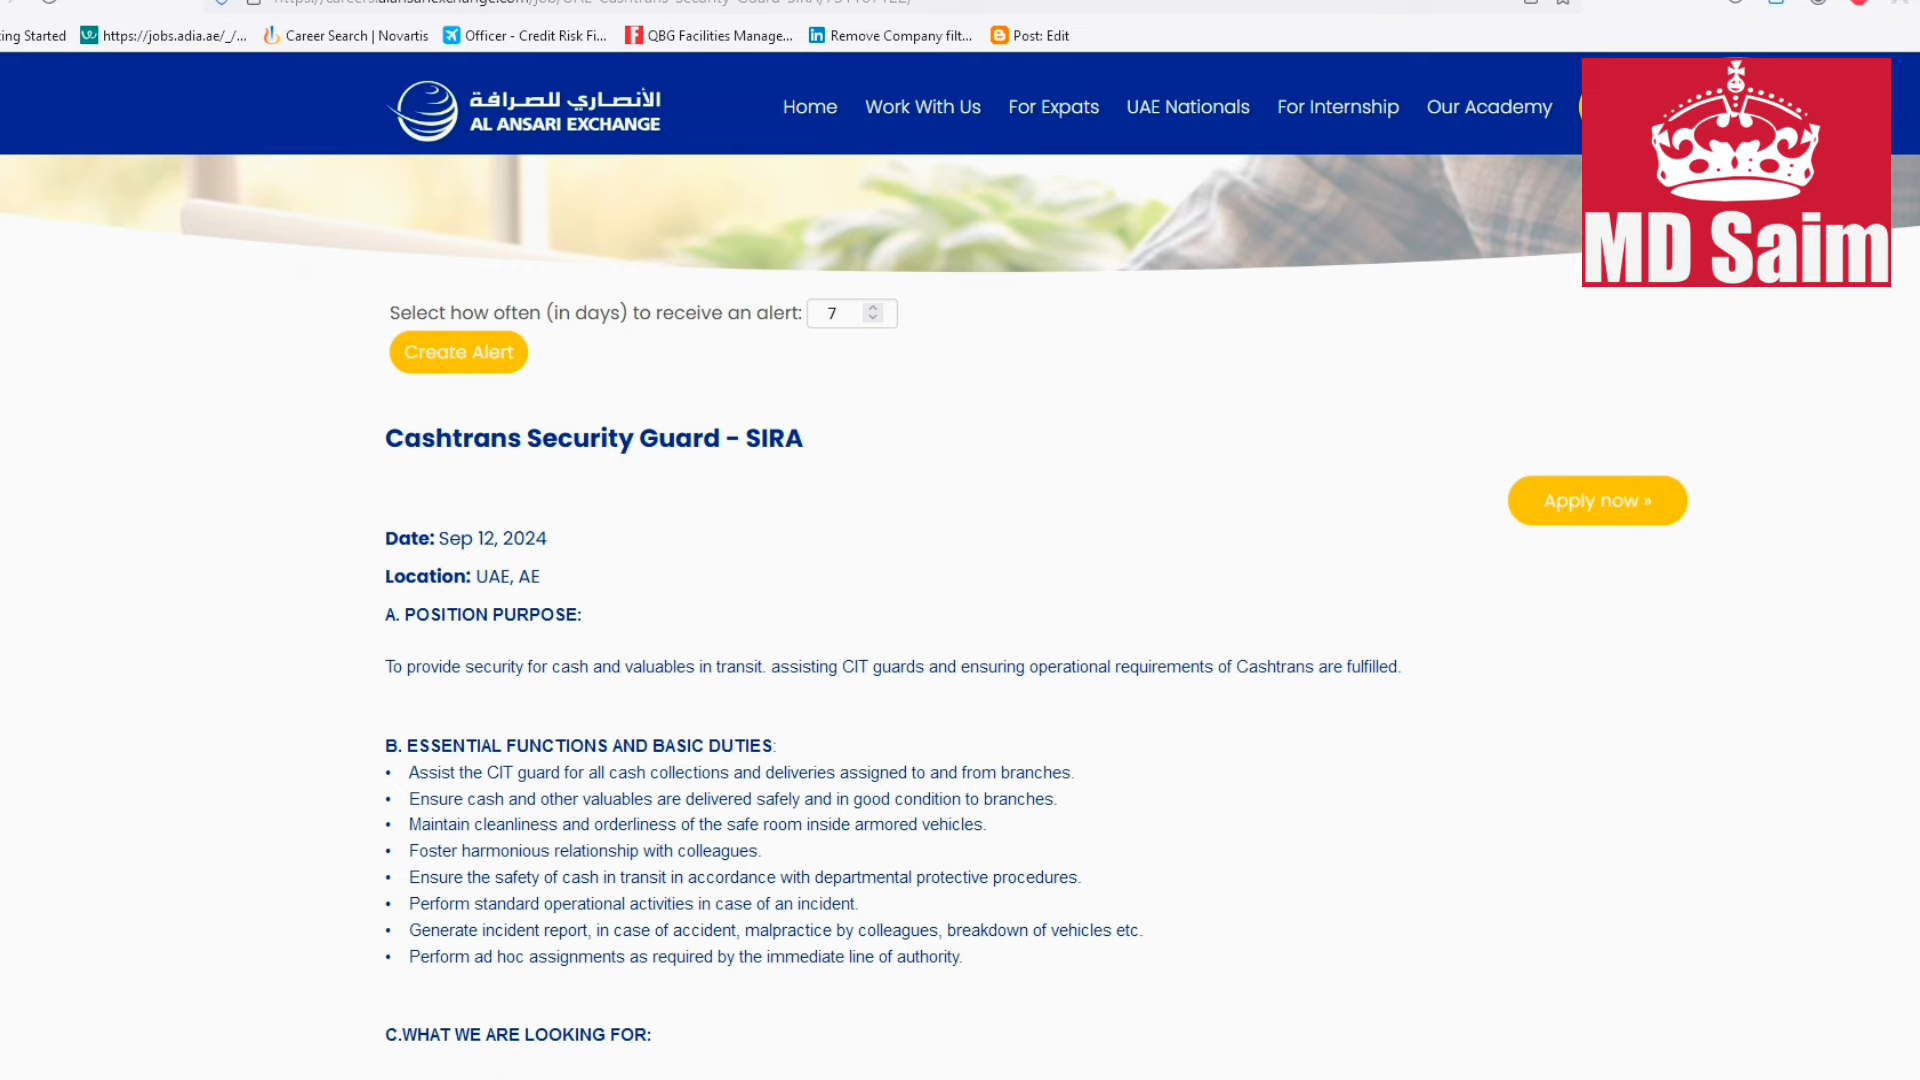 ing Started https://jobs.adia.ae/_/... Career Search | Novartis Officer - Credit Risk Fi... QBG Facilities Manage... Remove Company filt... Post: Edit
الأنصاري للصرافة
AL ANSARI EXCHANGE
Home Work With Us For Expats UAE Nationals For Internship Our Academy
MD Saim
Select how often (in days) to receive an alert: 7
Create Alert
Cashtrans Security Guard - SIRA
Apply now »
Date: Sep 12, 2024
Location: UAE, AE
A. POSITION PURPOSE:
To provide security for cash and valuables in transit. assisting CIT guards and ensuring operational requirements of Cashtrans are fulfilled.
B. ESSENTIAL FUNCTIONS AND BASIC DUTIES:
• Assist the CIT guard for all cash collections and deliveries assigned to and from branches.
• Ensure cash and other valuables are delivered safely and in good condition to branches.
• Maintain cleanliness and orderliness of the safe room inside armored vehicles.
• Foster harmonious relationship with colleagues.
• Ensure the safety of cash in transit in accordance with departmental protective procedures.
• Perform standard operational activities in case of an incident.
• Generate incident report, in case of accident, malpractice by colleagues, breakdown of vehicles etc.
• Perform ad hoc assignments as required by the immediate line of authority.
C.WHAT WE ARE LOOKING FOR: